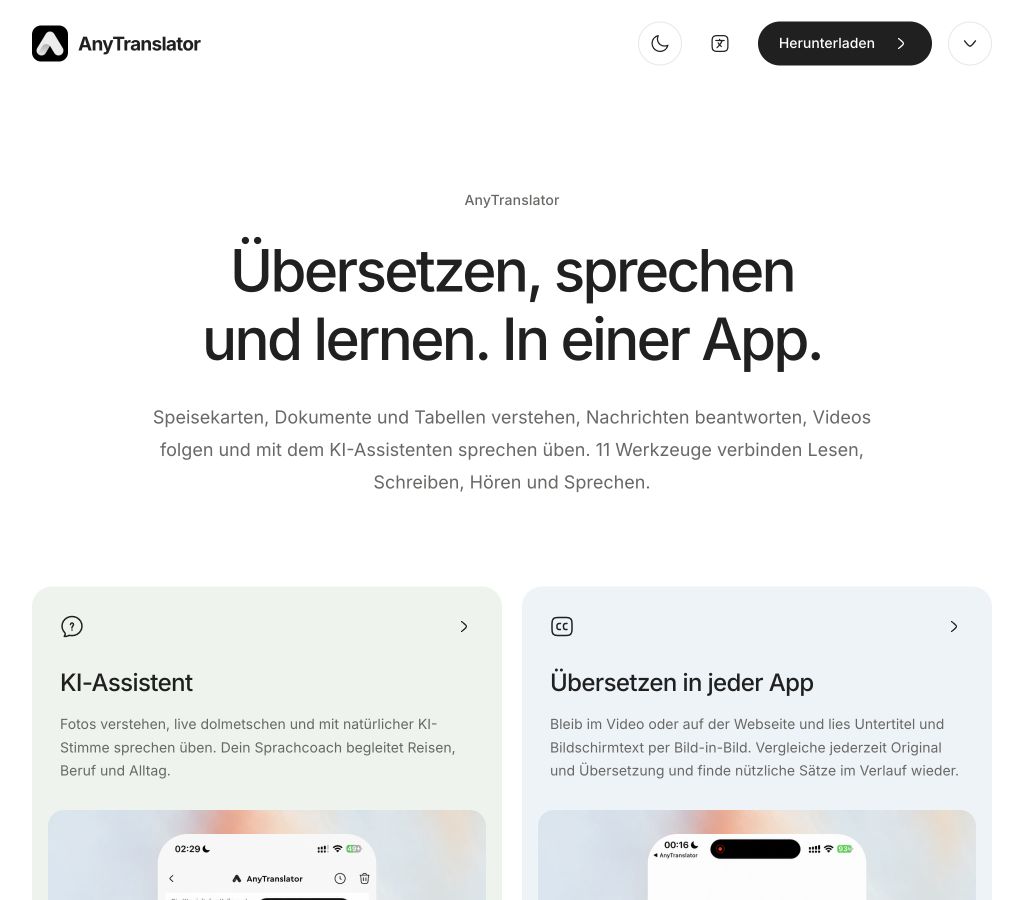 AnyTranslator
Herunterladen
AnyTranslator
Übersetzen, sprechen
und lernen. In einer App.
Speisekarten, Dokumente und Tabellen verstehen, Nachrichten beantworten, Videos
folgen und mit dem KI-Assistenten sprechen üben. 11 Werkzeuge verbinden Lesen,
Schreiben, Hören und Sprechen.
KI-Assistent
Fotos verstehen, live dolmetschen und mit natürlicher KI-
Stimme sprechen üben. Dein Sprachcoach begleitet Reisen,
Beruf und Alltag.
02:29
49
AnyTranslator
CC
Übersetzen in jeder App
Bleib im Video oder auf der Webseite und lies Untertitel und
Bildschirmtext per Bild-in-Bild. Vergleiche jederzeit Original
und Übersetzung und finde nützliche Sätze im Verlauf wieder.
00:16
93
AnyTranslator